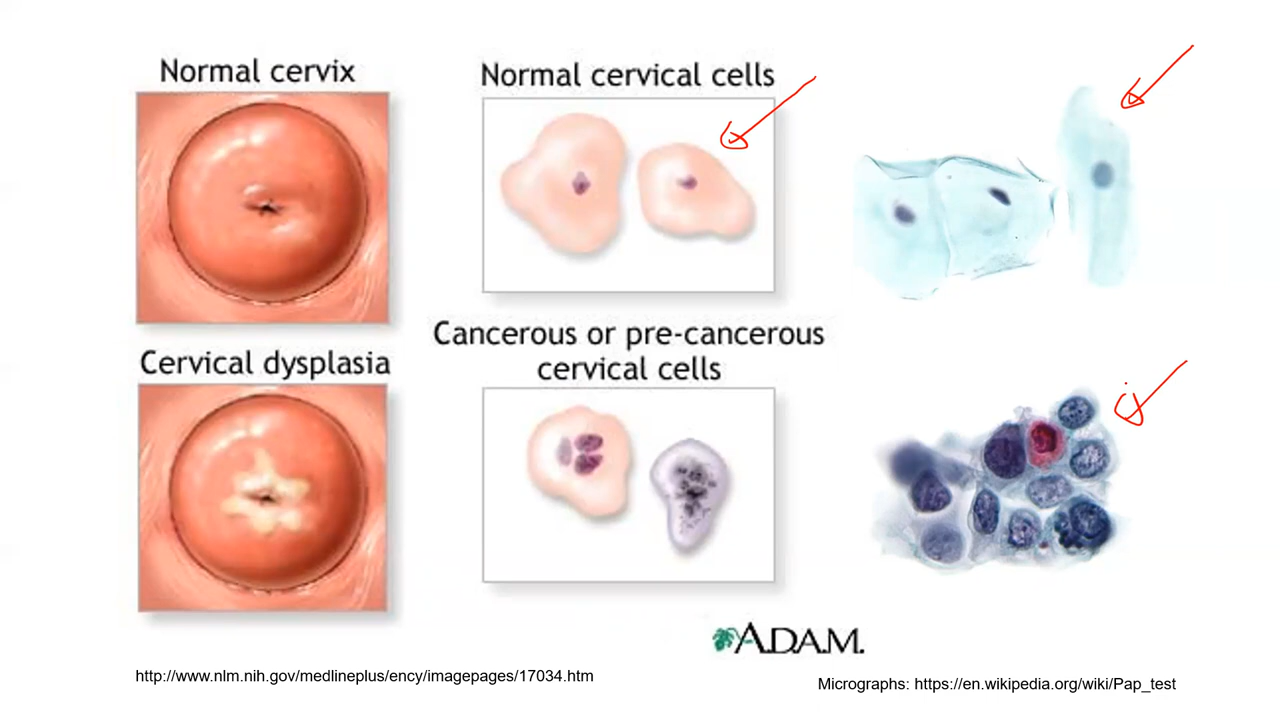 Normal cervix
Normal cervical cells
Cervical dysplasia
Cancerous or pre-cancerous
cervical cells
A.D.A.M.
http://www.nlm.nih.gov/medlineplus/ency/imagepages/17034.htm
Micrographs: https://en.wikipedia.org/wiki/Pap_test